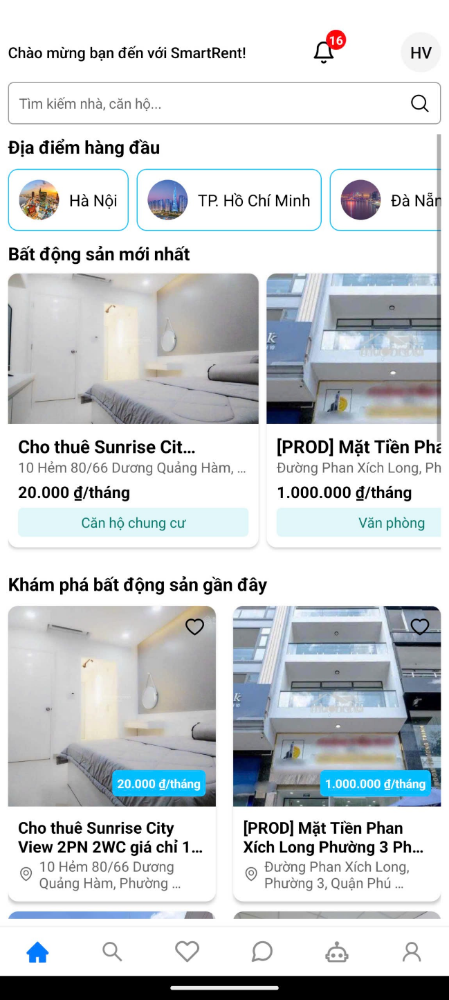 Chào mừng bạn đến với SmartRent!
16
HV
Tìm kiếm nhà, căn hộ...
Địa điểm hàng đầu
Hà Nội
TP. Hồ Chí Minh
Đà Nẵn
Bất động sản mới nhất
Cho thuê Sunrise Cit...
10 Hẻm 80/66 Dương Quảng Hàm, ...
20.000 ₫/tháng
Căn hộ chung cư
k
[PROD] Mặt Tiền Pha
Đường Phan Xích Long, Ph
1.000.000 ₫/tháng
Văn phòng
Khám phá bất động sản gần đây
20.000 ₫/tháng
Cho thuê Sunrise City
View 2PN 2WC giá chỉ 1...
10 Hẻm 80/66 Dương
Quảng Hàm, Phường ...
k
1.000.000 ₫/tháng
[PROD] Mặt Tiền Phan
Xích Long Phường 3 Ph...
Đường Phan Xích Long,
Phường 3, Quận Phú ...